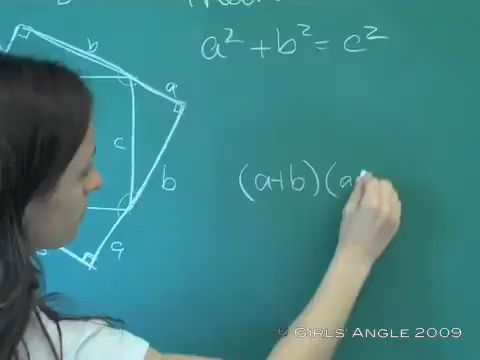 a² + b² = c²
b
a
c
b
(a+b)(a
a
© Girls' Angle 2009